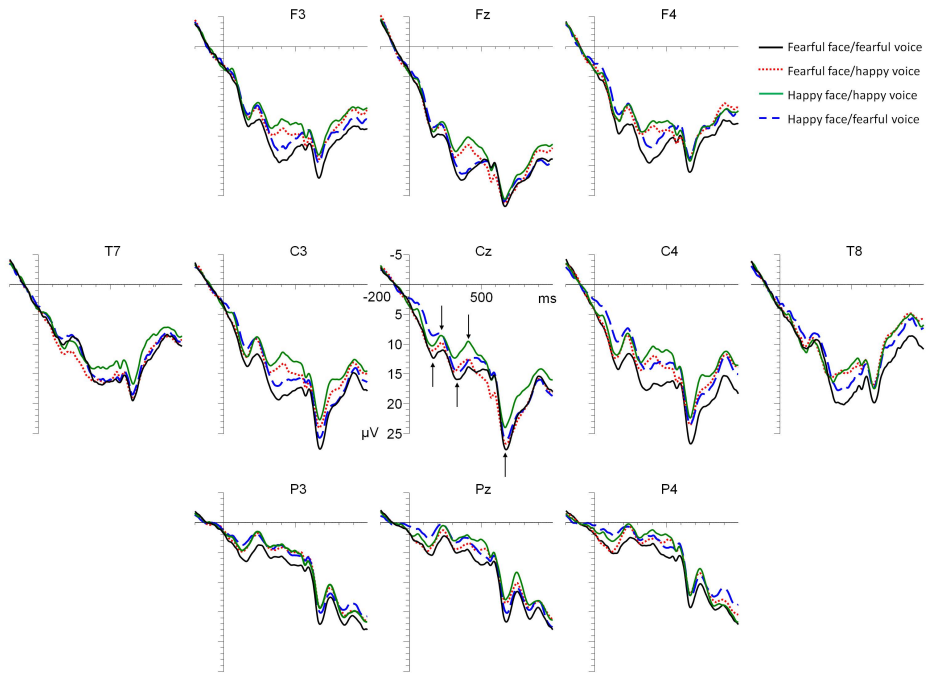 F3 Fz F4
Fearful face/fearful voice
Fearful face/happy voice
Happy face/happy voice
Happy face/fearful voice
T7 C3 Cz C4 T8
-5
-200 500 ms
5
10
15
20
μV 25
P3 Pz P4